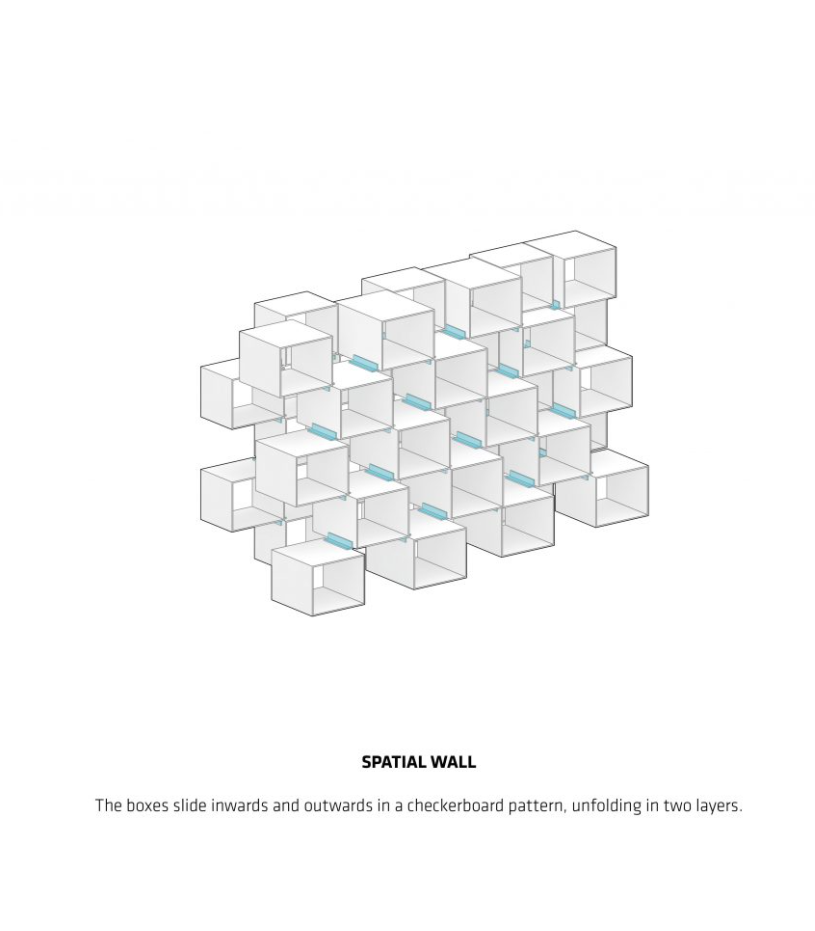 SPATIAL WALL
The boxes slide inwards and outwards in a checkerboard pattern, unfolding in two layers.